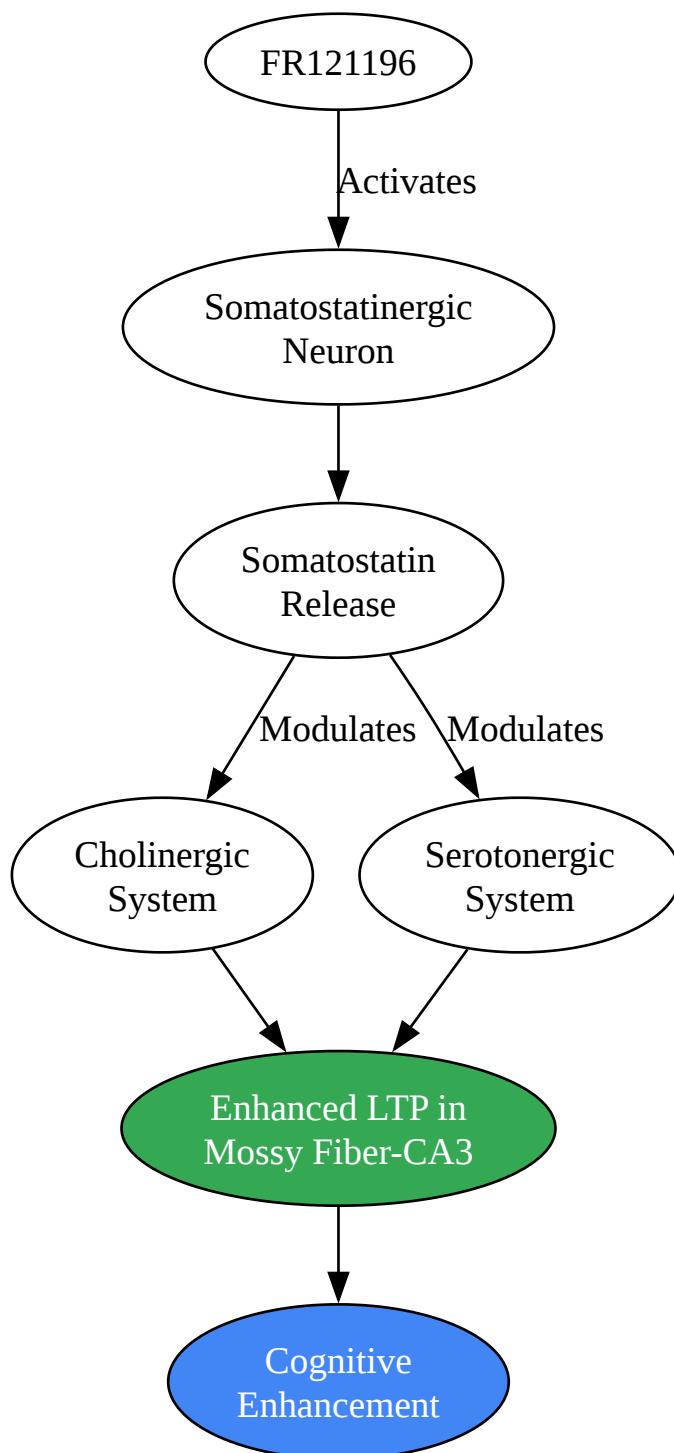 FR121196
Activates
Somatostatinergic
Neuron
Somatostatin
Release
Modulates
Modulates
Cholinergic
System
Serotonergic
System
Enhanced LTP in
Mossy Fiber-CA3
Cognitive
Enhancement